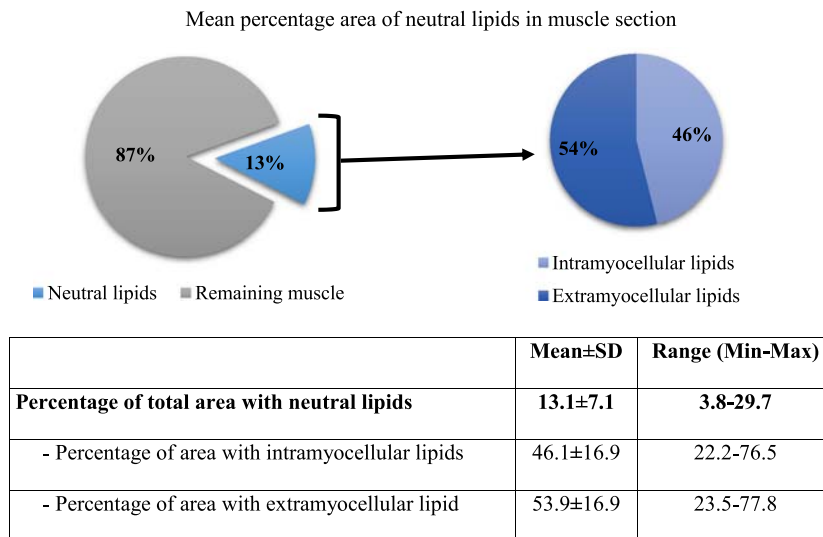 Mean percentage area of neutral lipids in muscle section
87%
13%
54%
46%
Neutral lipids
Remaining muscle
Intramyocellular lipids
Extramyocellular lipids
Mean±SD Range (Min-Max)
Percentage of total area with neutral lipids 13.1±7.1 3.8-29.7
- Percentage of area with intramyocellular lipids 46.1±16.9 22.2-76.5
- Percentage of area with extramyocellular lipid 53.9±16.9 23.5-77.8